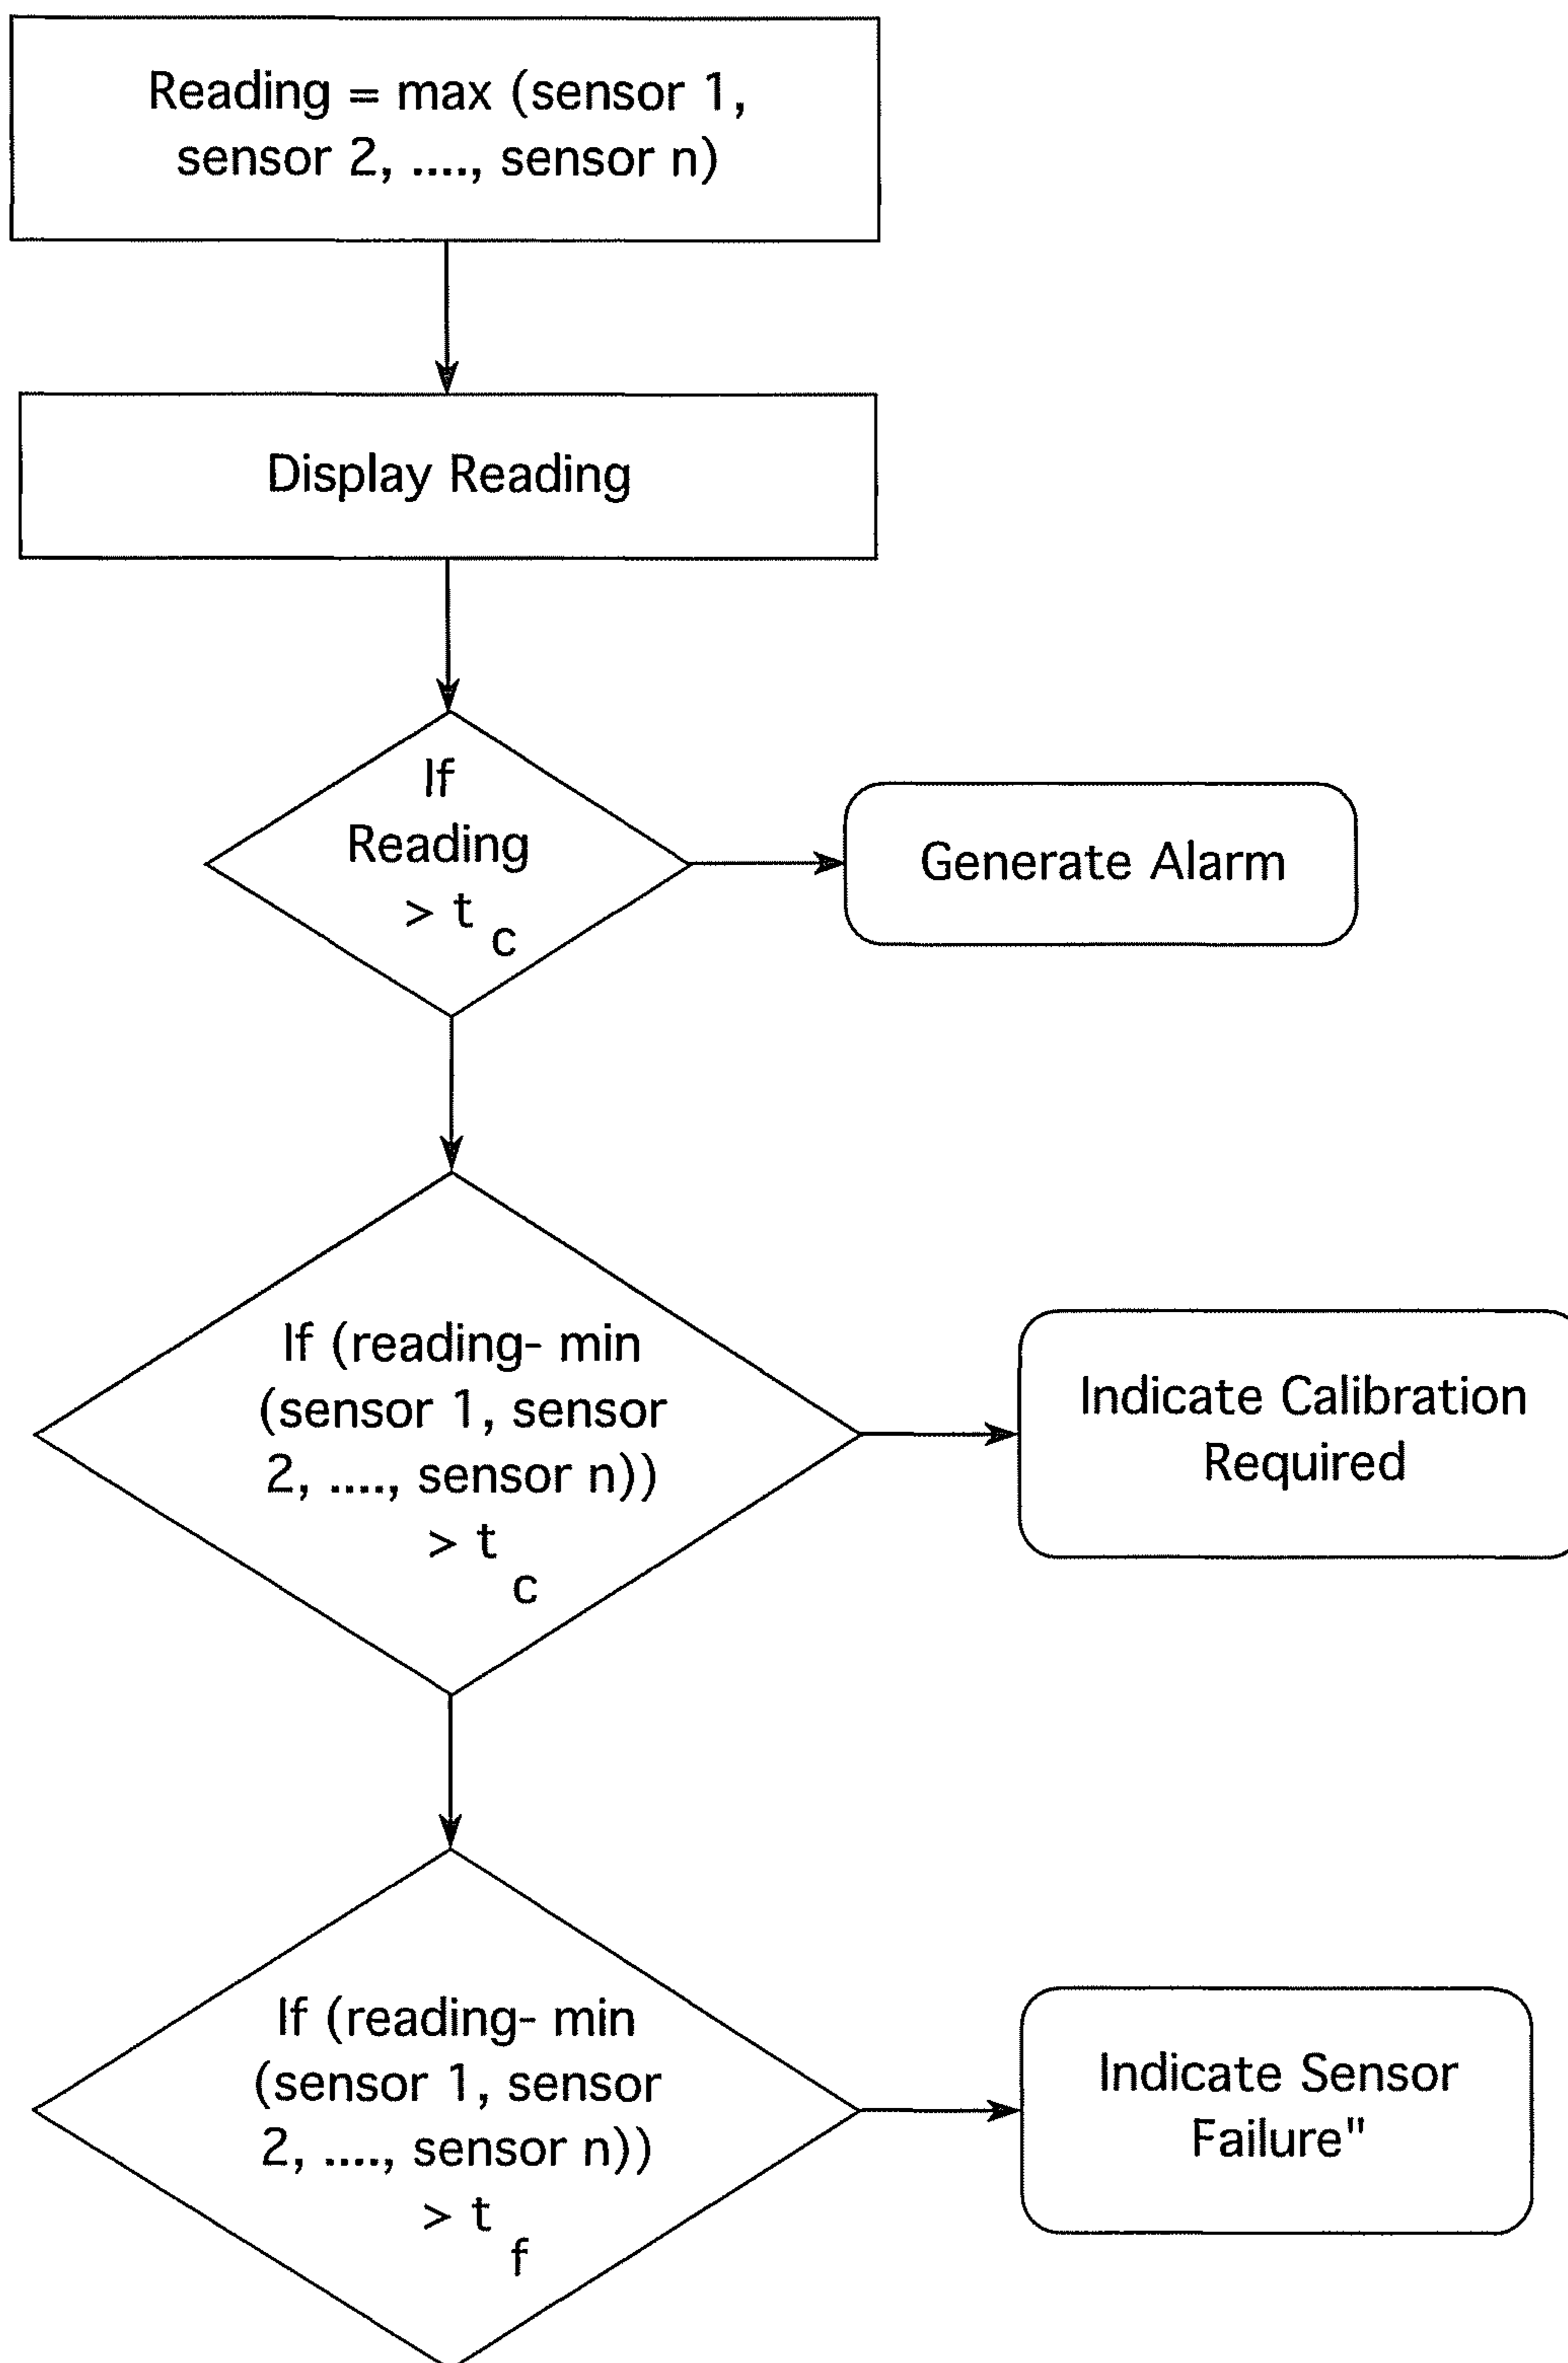 Reading = max (sensor 1,
sensor 2, ...., sensor n)
Display Reading
If
Reading
> t c
Generate Alarm
If (reading- min
(sensor 1, sensor
2, ...., sensor n))
> t c
Indicate Calibration
Required
If (reading- min
(sensor 1, sensor
2, ...., sensor n))
> t f
Indicate Sensor
Failure"